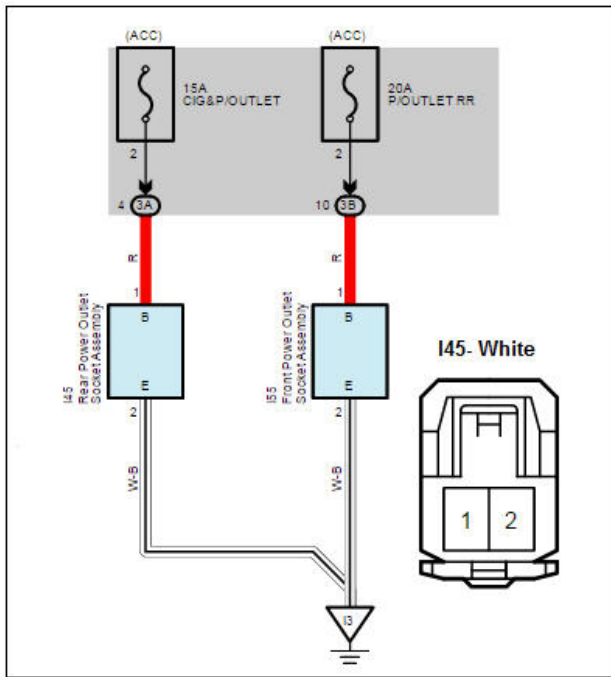 (ACC)
(ACC)
15A
CIG&P/OUTLET
20A
P/OUTLET RR
2
2
4
3A
10
3B
R
R
1
1
B
B
E
E
I45
Rear Power Outlet
Socket Assembly
I55
Front Power Outlet
Socket Assembly
2
2
W-B
W-B
I3
I45- White
1
2